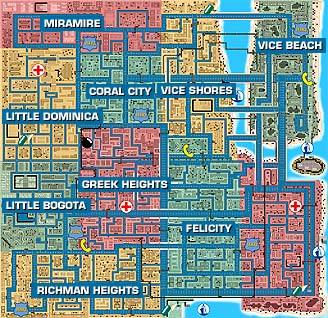 MIRAMIRE
VICE BEACH
CORAL CITY
VICE SHORES
LITTLE DOMINICA
GREEK HEIGHTS
LITTLE BOGOTA
FELICITY
RICHMAN HEIGHTS